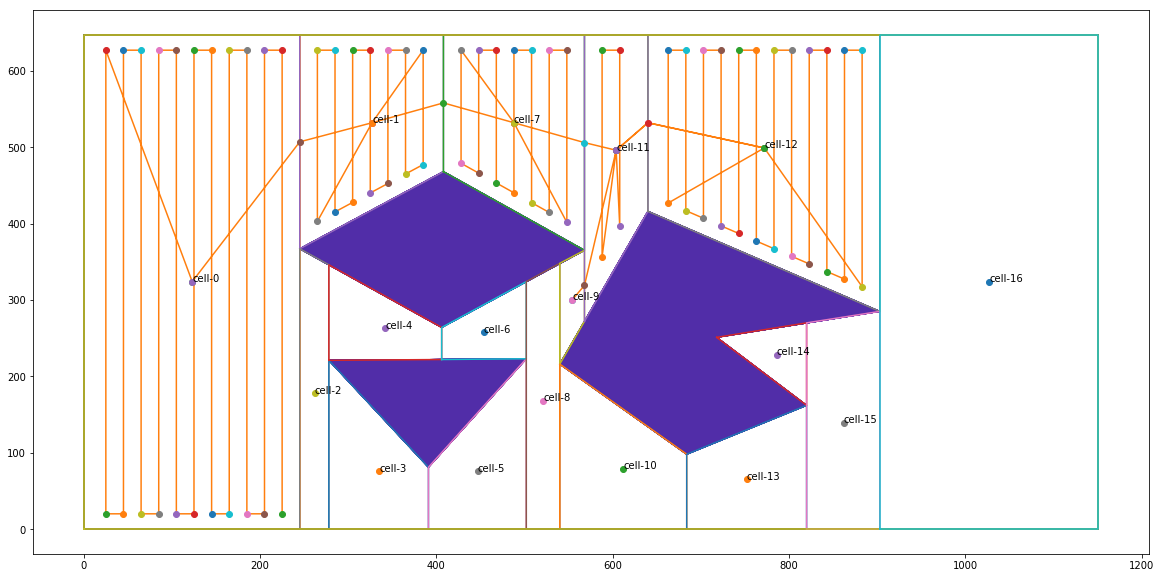 600
500
400
300
200
100
0
cell-1
cell-7
cell-11
cell-12
cell-0
cell-16
cell-9
cell-4
cell-6
cell-14
cell-2
cell-8
cell-15
cell-3
cell-5
cell-10
cell-13
0
200
400
600
800
1000
1200